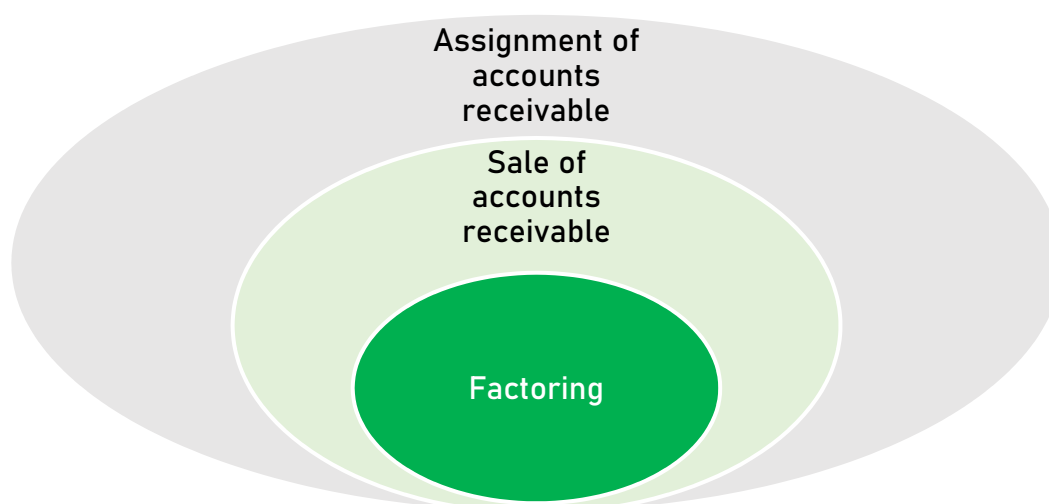 Assignment of
accounts
receivable
Sale of
accounts
receivable
Factoring